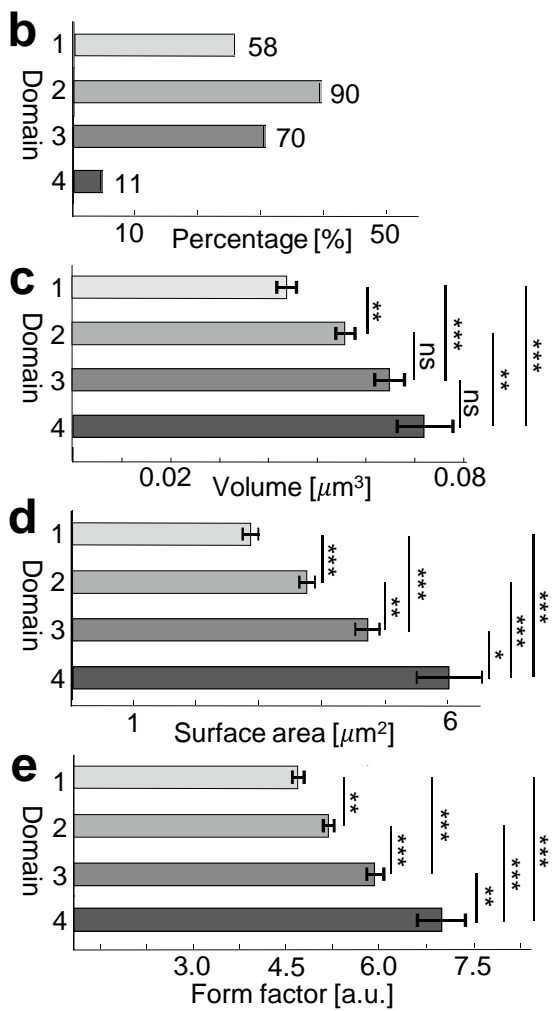 b
Domain
1 58
2 90
3 70
4 11
10 50
Percentage [%]
c
Domain
1
2
3
4
** ns *** ns ** ***
0.02 0.08
Volume [μm³]
d
Domain
1
2
3
4
*** ** *** * *** ***
1 6
Surface area [μm²]
e
Domain
1
2
3
4
** *** *** ** *** ***
3.0 4.5 6.0 7.5
Form factor [a.u.]